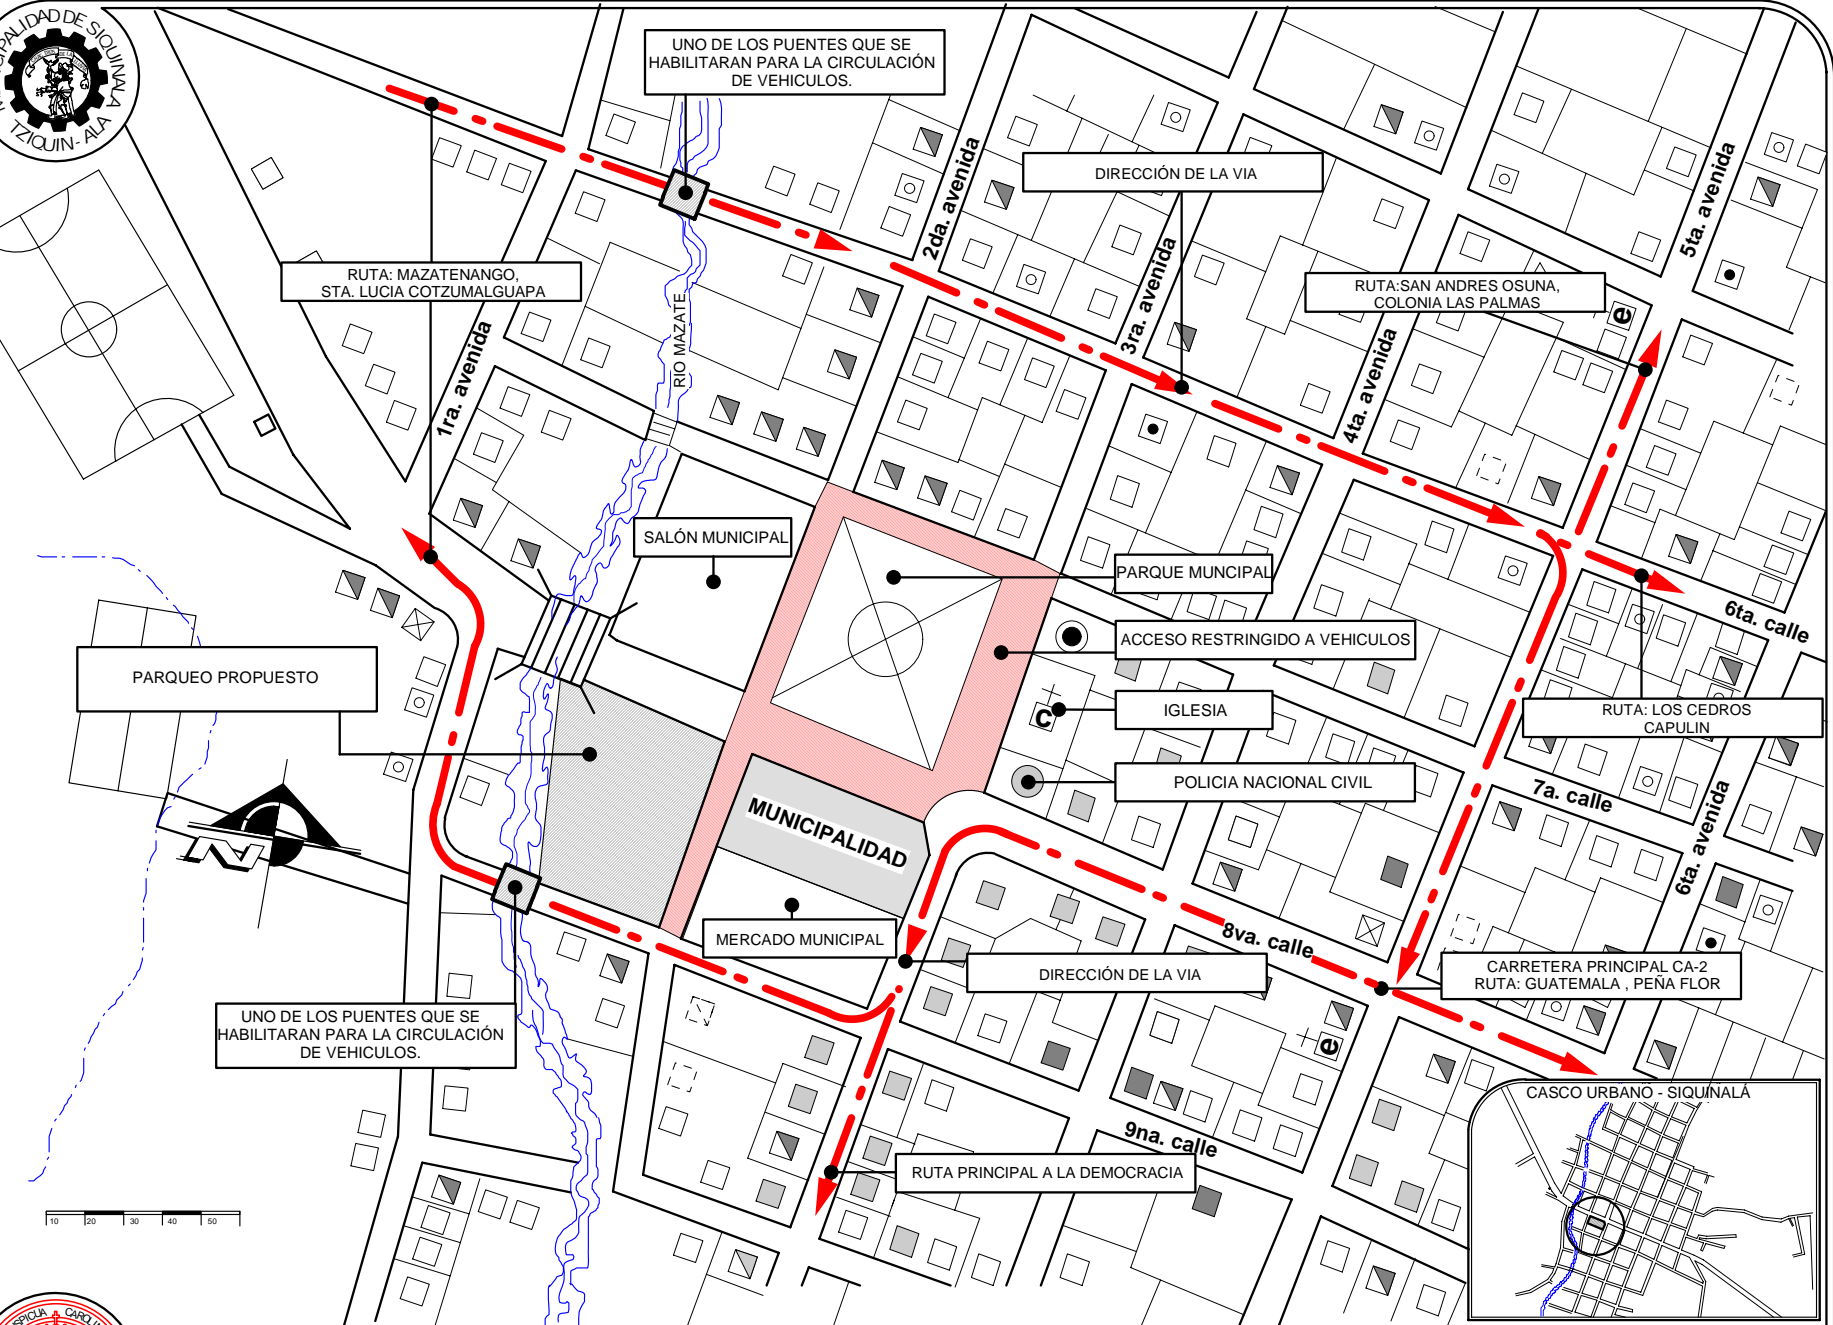 MUNICIPALIDAD DE SIQUINALA
TZIQUIN-ALA
UNO DE LOS PUENTES QUE SE
HABILITARAN PARA LA CIRCULACIÓN
DE VEHICULOS.
DIRECCIÓN DE LA VIA
2da. avenida
5ta. avenida
3ra. avenida
RUTA: MAZATENANGO,
STA. LUCIA COTZUMALGUAPA
RUTA:SAN ANDRES OSUNA,
COLONIA LAS PALMAS
e
RIO MAZATE
1ra. avenida
4ta. avenida
SALÓN MUNICIPAL
PARQUE MUNCIPAL
6ta. calle
ACCESO RESTRINGIDO A VEHICULOS
PARQUEO PROPUESTO
IGLESIA
C
RUTA: LOS CEDROS
CAPULIN
POLICIA NACIONAL CIVIL
7a. calle
MUNICIPALIDAD
6ta. avenida
N
MERCADO MUNICIPAL
8va. calle
DIRECCIÓN DE LA VIA
CARRETERA PRINCIPAL CA-2
RUTA: GUATEMALA , PEÑA FLOR
UNO DE LOS PUENTES QUE SE
HABILITARAN PARA LA CIRCULACIÓN
DE VEHICULOS.
e
CASCO URBANO - SIQUINALÁ
9na. calle
RUTA PRINCIPAL A LA DEMOCRACIA
10 20 30 40 50